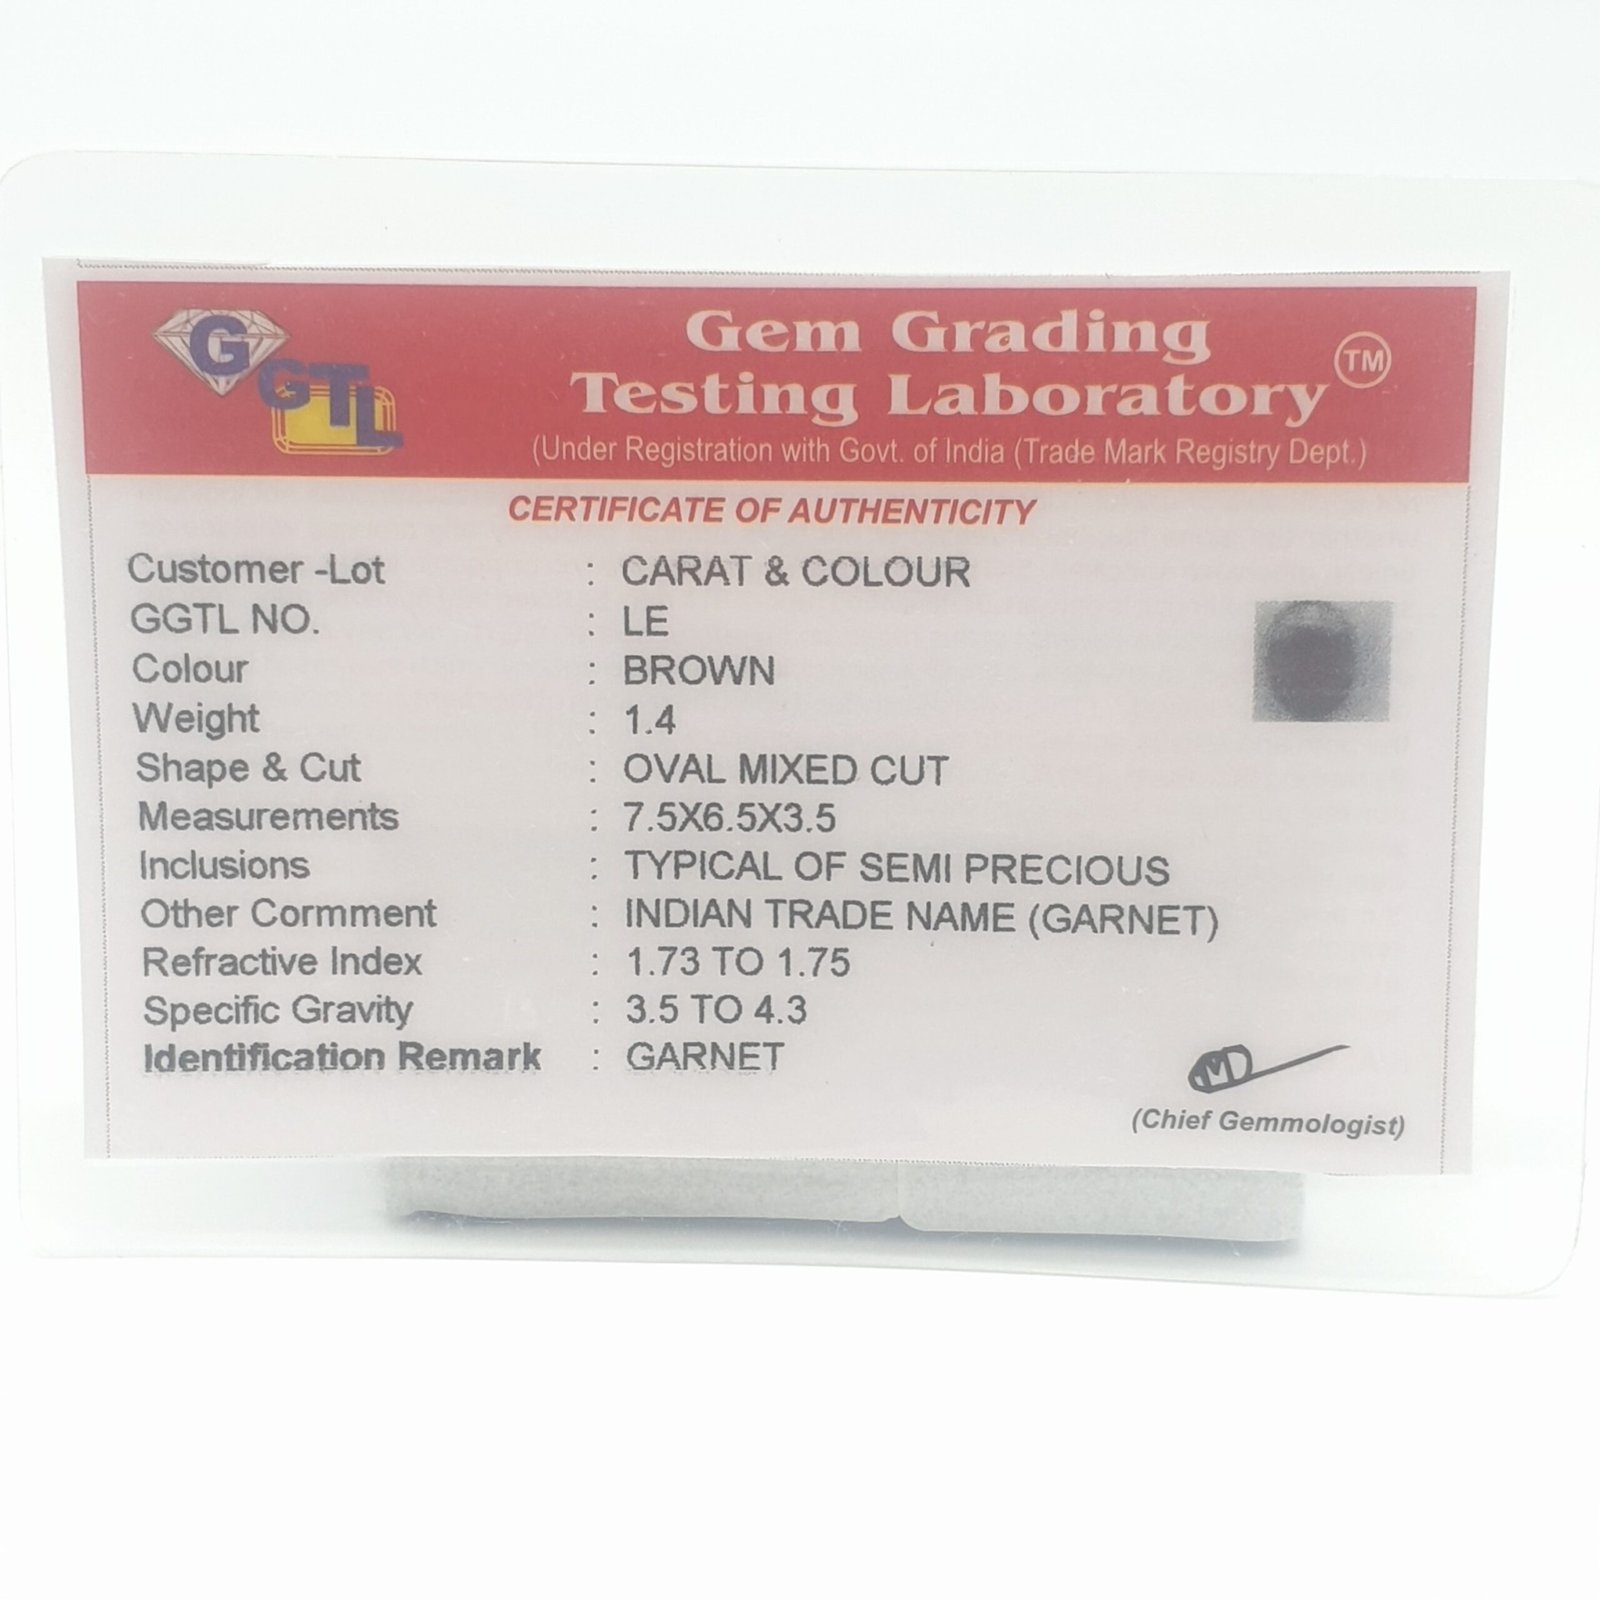 G
GTL
Gem Grading
Testing Laboratory TM
(Under Registration with Govt. of India (Trade Mark Registry Dept.)
CERTIFICATE OF AUTHENTICITY
Customer -Lot : CARAT & COLOUR
GGTL NO. : LE
Colour : BROWN
Weight : 1.4
Shape & Cut : OVAL MIXED CUT
Measurements : 7.5X6.5X3.5
Inclusions : TYPICAL OF SEMI PRECIOUS
Other Cormment : INDIAN TRADE NAME (GARNET)
Refractive Index : 1.73 TO 1.75
Specific Gravity : 3.5 TO 4.3
Identification Remark : GARNET
MD
(Chief Gemmologist)